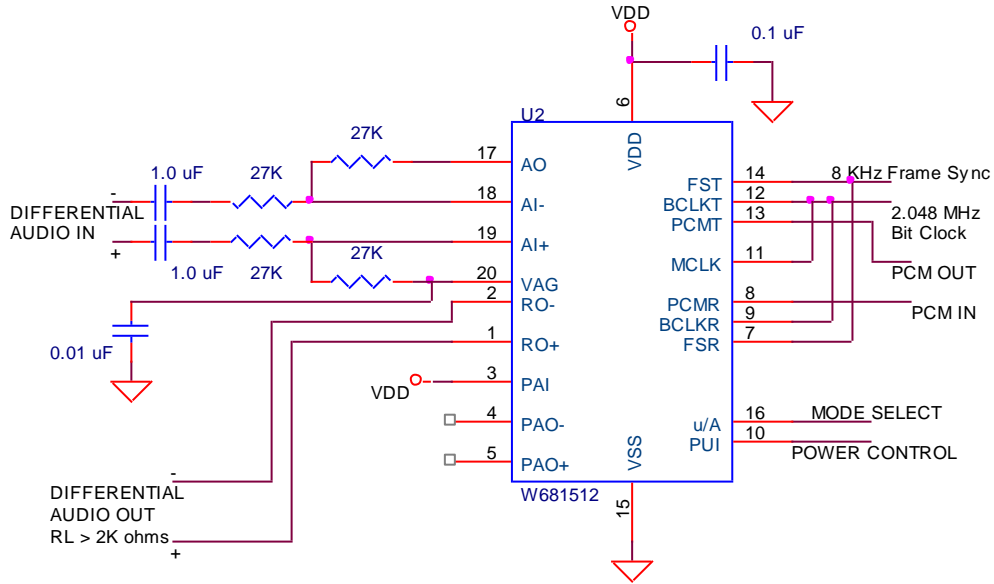 VDD
0.1 uF
6
U2
VDD
27K
17
AO
1.0 uF
27K
-
18
AI-
DIFFERENTIAL
AUDIO IN
19
AI+
+
1.0 uF
27K
27K
20
VAG
2
RO-
0.01 uF
1
RO+
VDD
3
PAI
4
PAO-
5
PAO+
14
FST
8 KHz Frame Sync
12
BCLKT
2.048 MHz
Bit Clock
13
PCMT
11
MCLK
PCM OUT
8
PCMR
PCM IN
9
BCLKR
7
FSR
16
u/A
MODE SELECT
10
PUI
POWER CONTROL
VSS
W681512
15
-
DIFFERENTIAL
AUDIO OUT
RL > 2K ohms
+